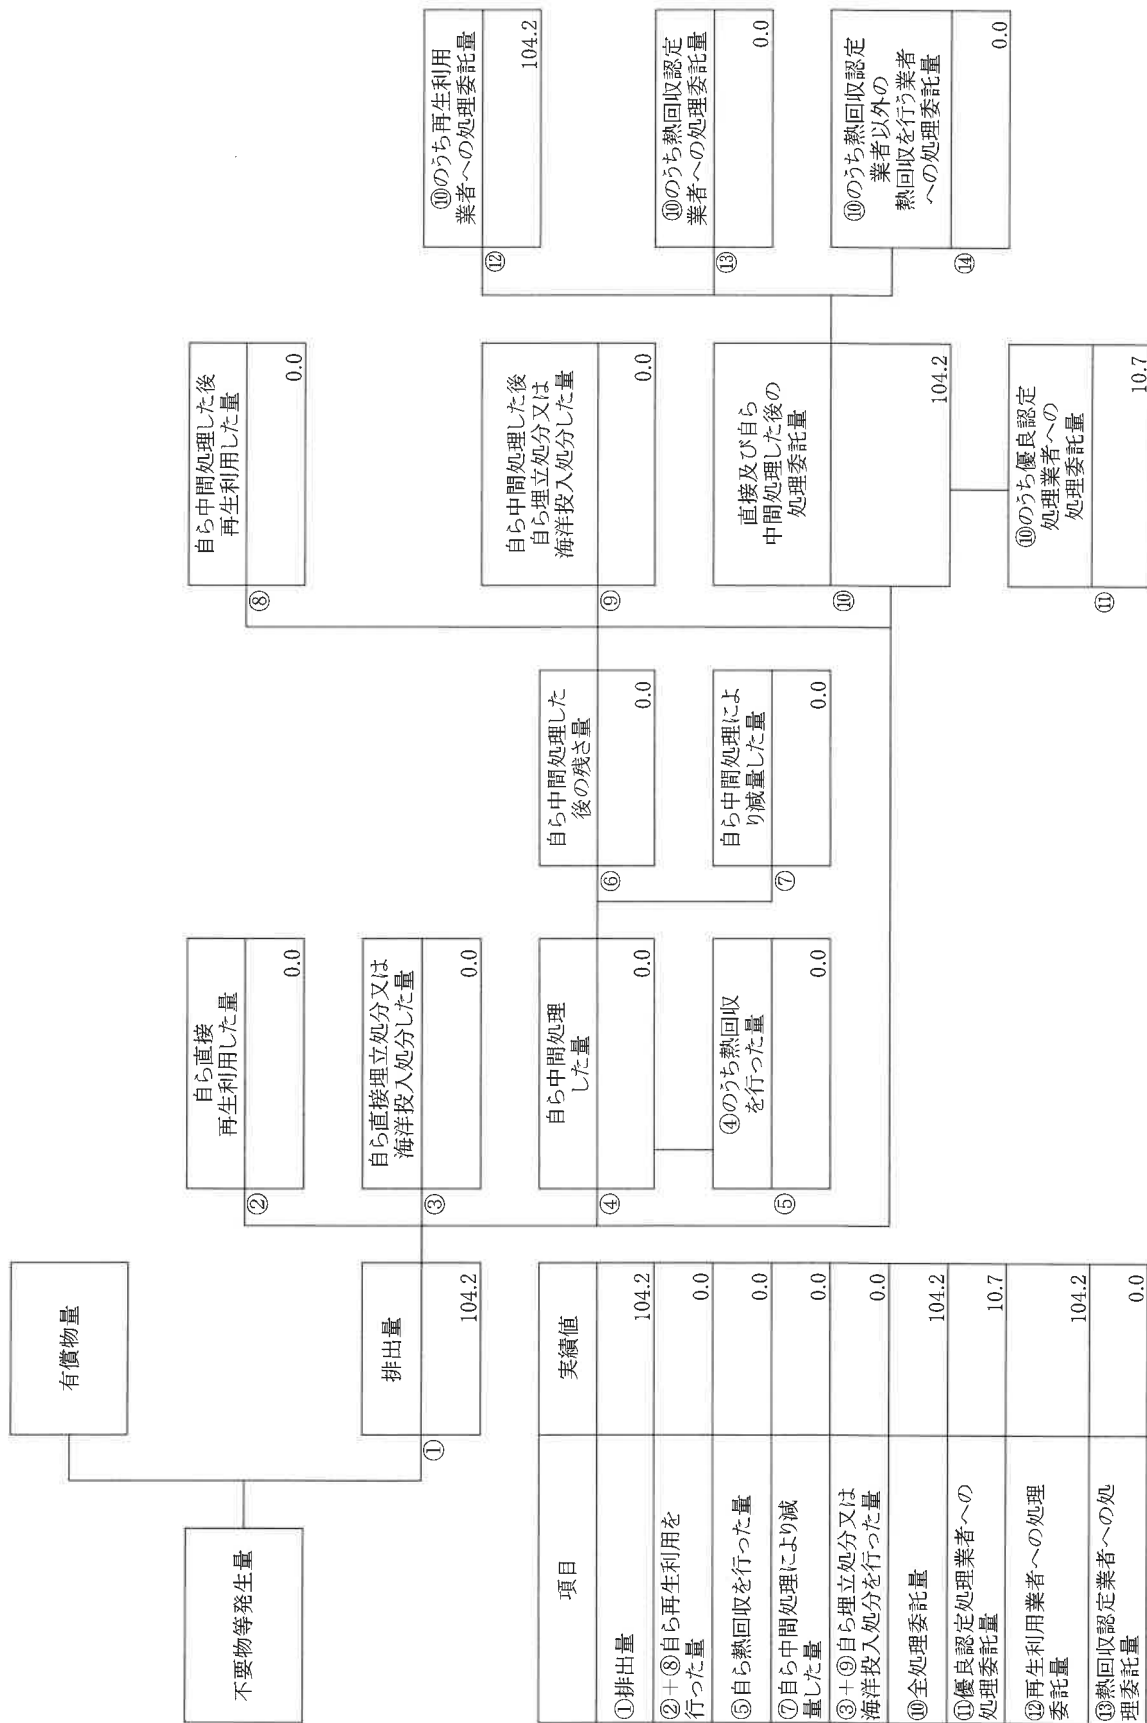 不要物等発生量
有償物量
①
排出量
104.2
②
自ら直接
再生利用した量
0.0
③
自ら直接埋立処分又は
海洋投入処分した量
0.0
④
自ら中間処理
した量
0.0
⑤
④のうち熱回収
を行った量
0.0
⑥
自ら中間処理した
後の残さ量
0.0
⑦
自ら中間処理によ
り減量した量
0.0
⑧
自ら中間処理した後
再生利用した量
0.0
⑨
自ら中間処理した後
自ら埋立処分又は
海洋投入処分した量
0.0
⑩
直接及び自ら
中間処理した後の
処理委託量
104.2
⑪
⑩のうち優良認定
処理業者への
処理委託量
10.7
⑫
⑩のうち再生利用
業者への処理委託量
104.2
⑬
⑩のうち熱回収認定
業者への処理委託量
0.0
⑭
⑩のうち熱回収認定
業者以外の
熱回収を行う業者
への処理委託量
0.0
項目 実績値
①排出量 104.2
②+⑧自ら再生利用を
行った量 0.0
⑤自ら熱回収を行った量 0.0
⑦自ら中間処理により減
量した量 0.0
③+⑨自ら埋立処分又は
海洋投入処分を行った量 0.0
⑩全処理委託量 104.2
⑪優良認定処理業者への
処理委託量 10.7
⑫再生利用業者への処理
委託量 104.2
⑬熱回収認定業者への処
理委託量 0.0